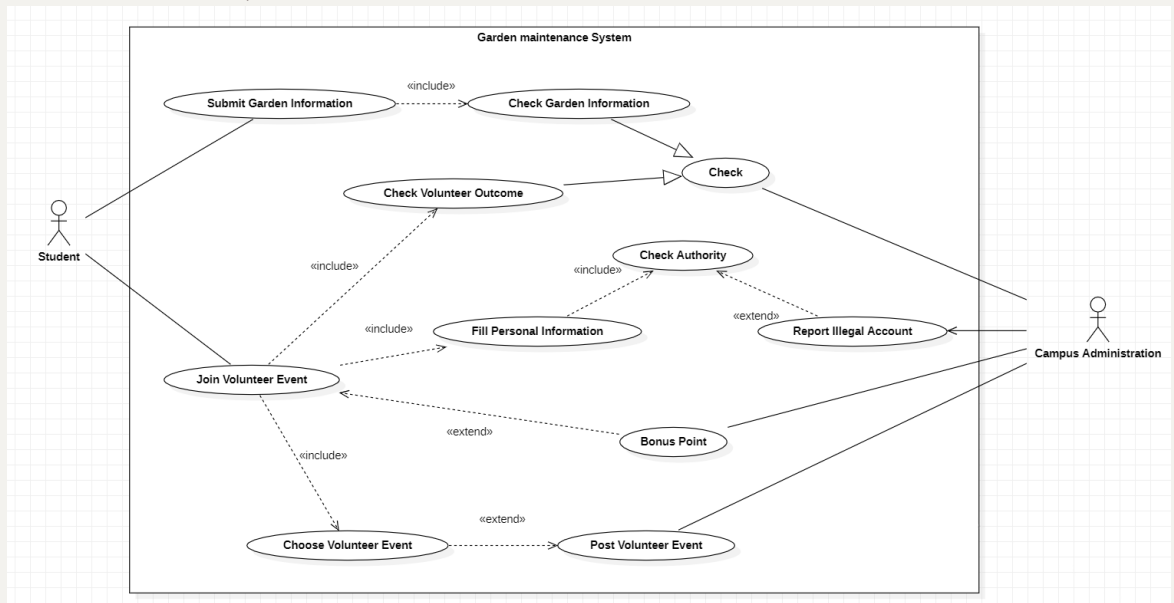 Garden maintenance System
«include»
Submit Garden Information
Check Garden Information
Check
Check Volunteer Outcome
Student
Check Authority
«include»
«include»
«extend»
«include»
Fill Personal Information
Report Illegal Account
Campus Administration
Join Volunteer Event
«extend»
Bonus Point
«include»
«extend»
Choose Volunteer Event
Post Volunteer Event